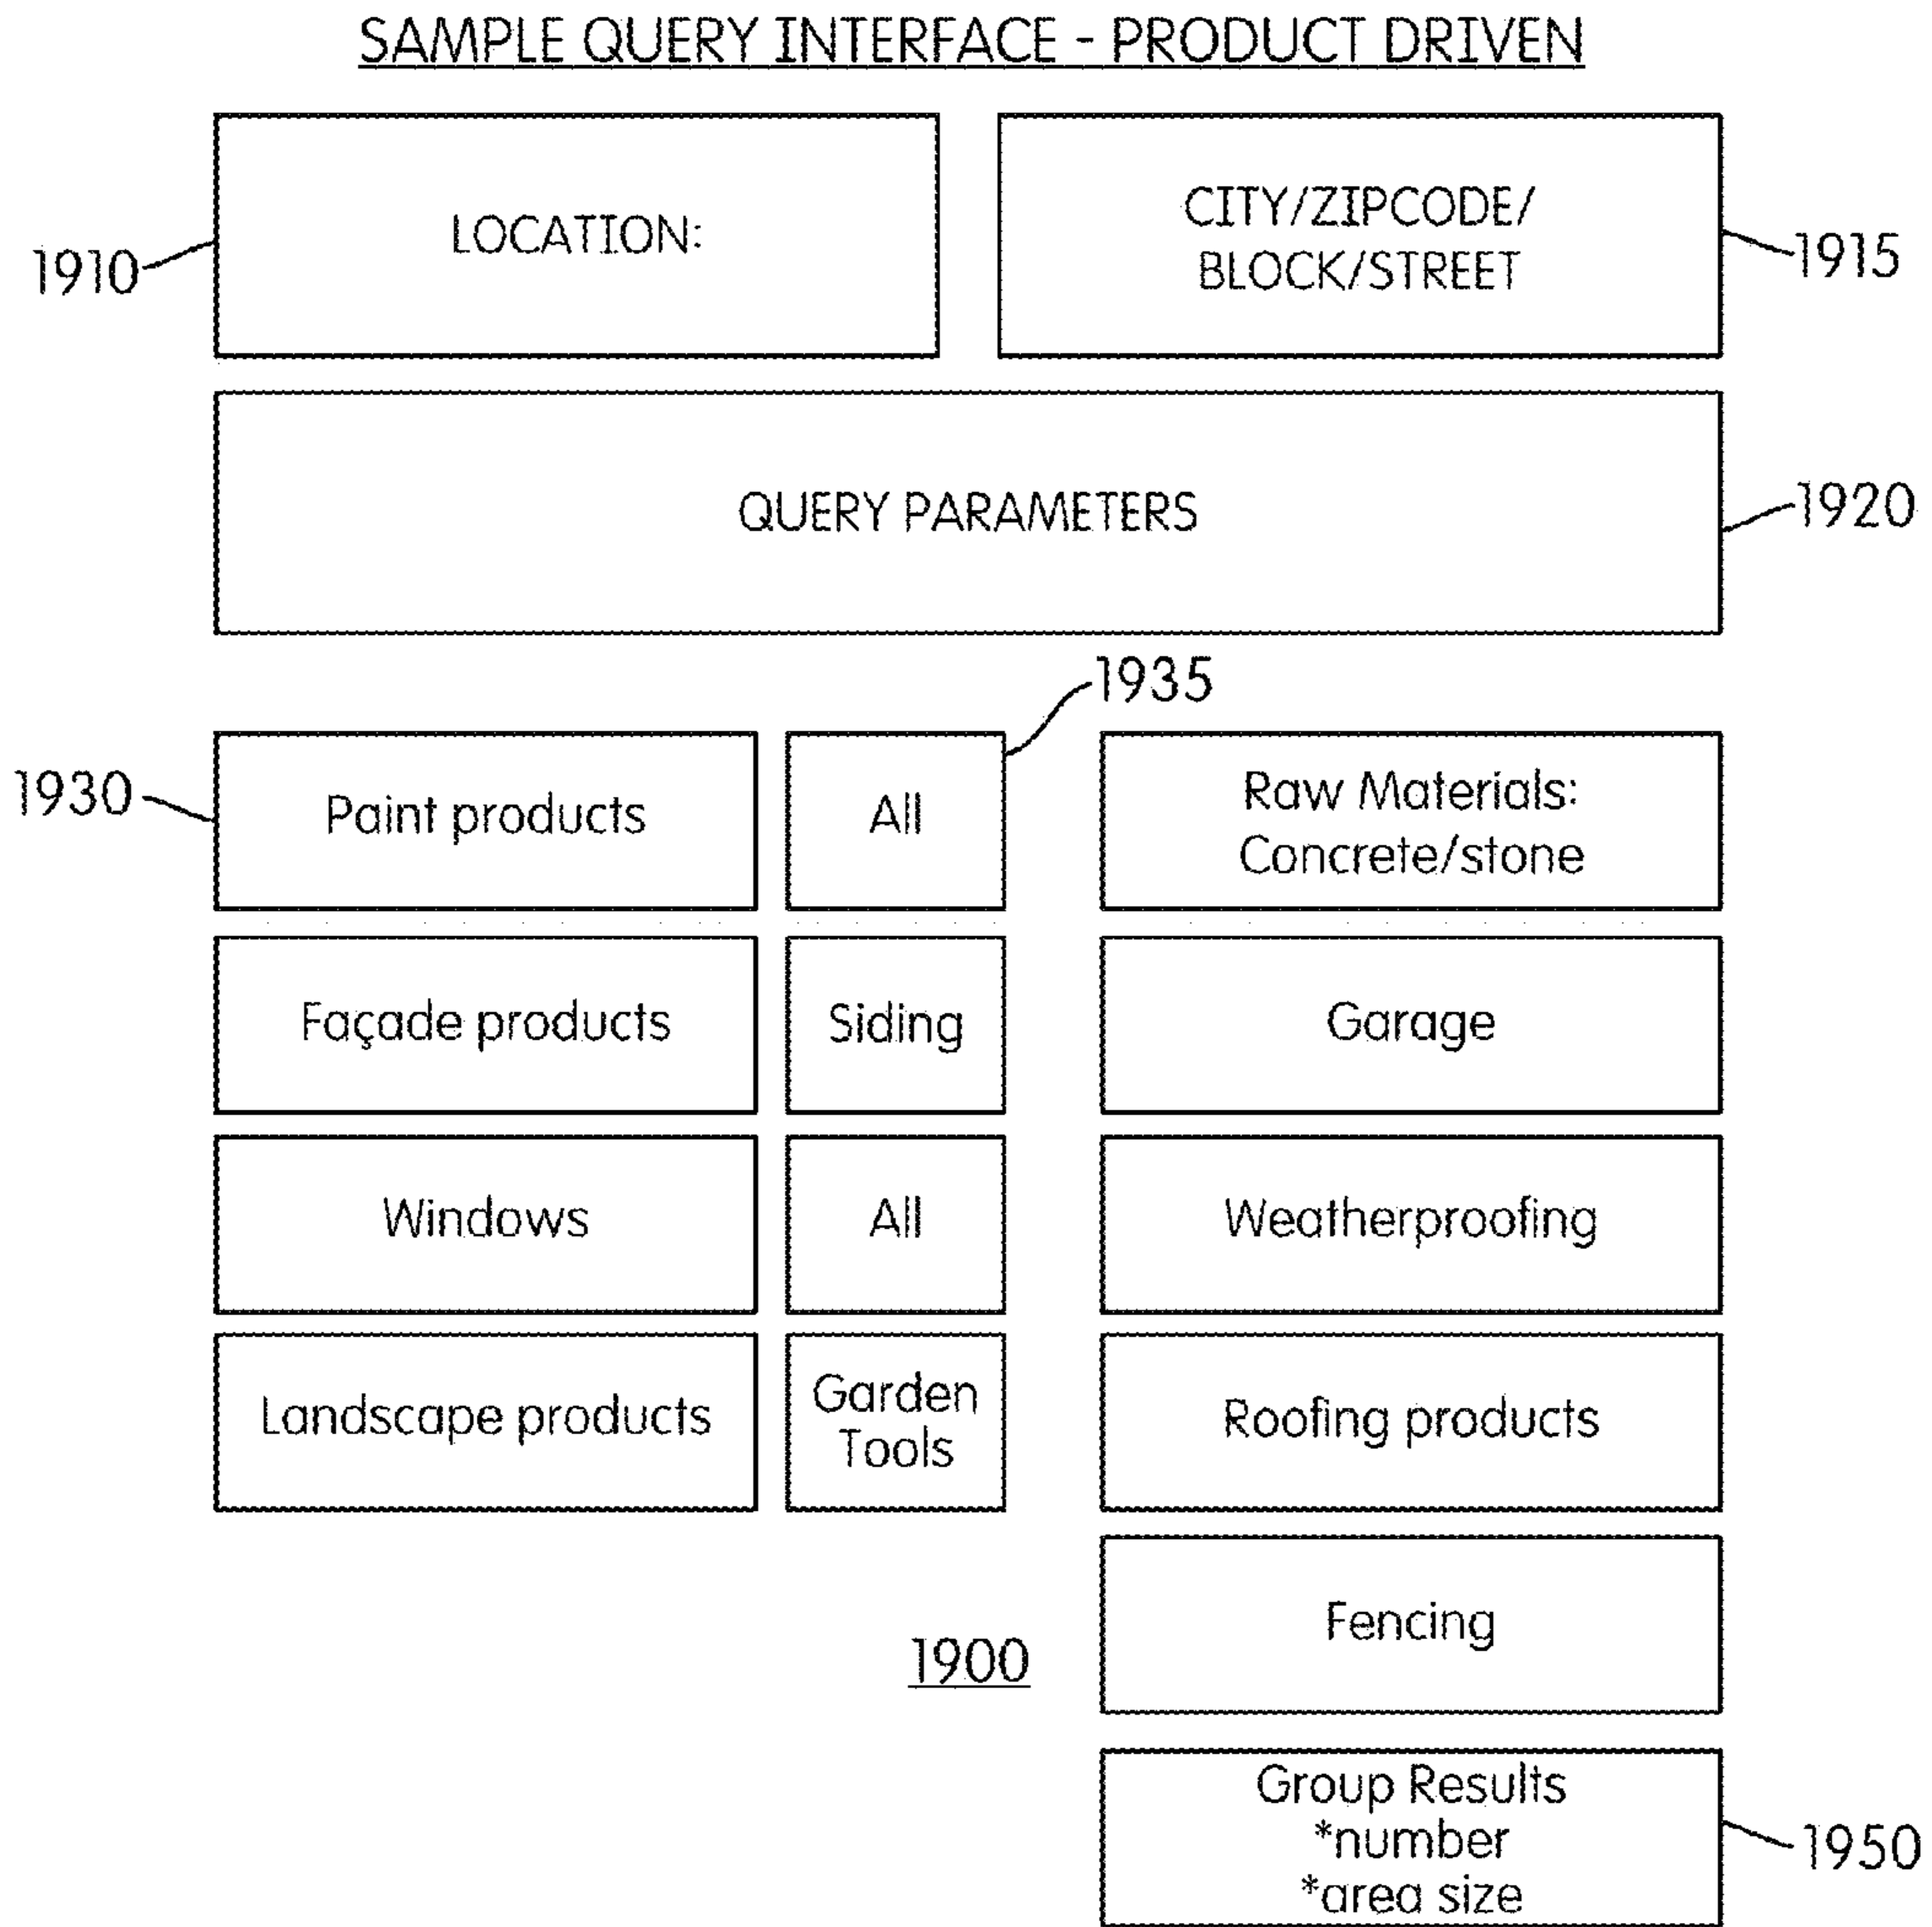 SAMPLE QUERY INTERFACE - PRODUCT DRIVEN
1910
LOCATION:
CITY/ZIPCODE/
BLOCK/STREET
1915
QUERY PARAMETERS
1920
1935
1930
Paint products
All
Raw Materials:
Concrete/stone
Façade products
Siding
Garage
Windows
All
Weatherproofing
Landscape products
Garden
Tools
Roofing products
Fencing
1900
Group Results
*number
*area size
1950